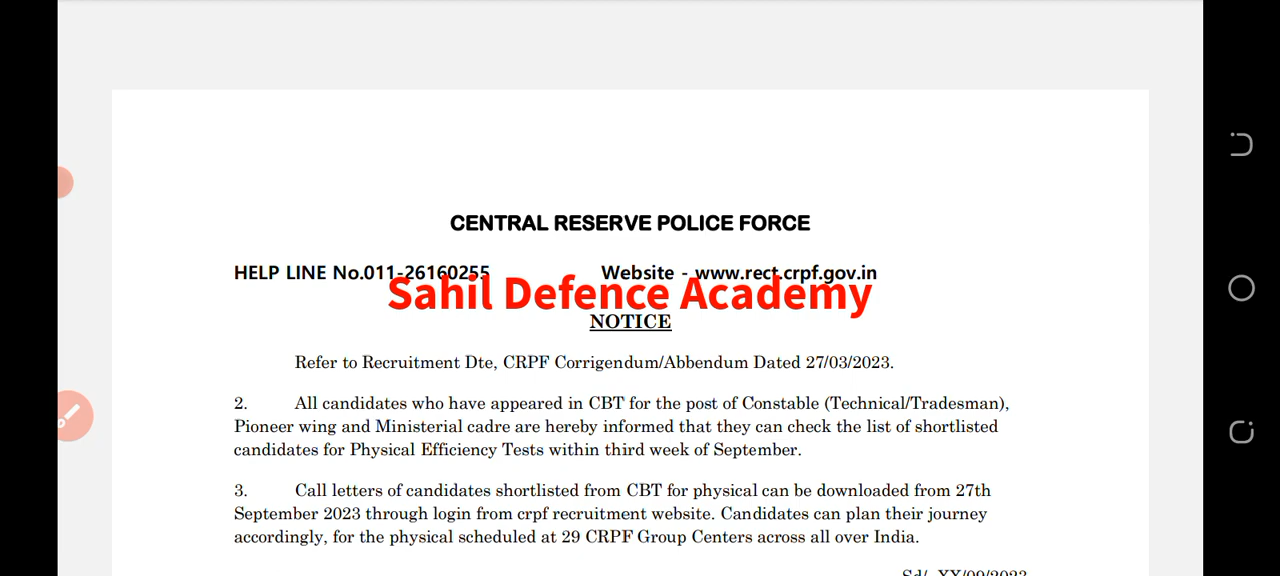 CENTRAL RESERVE POLICE FORCE
HELP LINE No.011-26160255 Website - www.rect.crpf.gov.in
Sahil Defence Academy
NOTICE
Refer to Recruitment Dte, CRPF Corrigendum/Abbendum Dated 27/03/2023.
2. All candidates who have appeared in CBT for the post of Constable (Technical/Tradesman),
Pioneer wing and Ministerial cadre are hereby informed that they can check the list of shortlisted
candidates for Physical Efficiency Tests within third week of September.
3. Call letters of candidates shortlisted from CBT for physical can be downloaded from 27th
September 2023 through login from crpf recruitment website. Candidates can plan their journey
accordingly, for the physical scheduled at 29 CRPF Group Centers across all over India.
Sd/ XX/09/2023